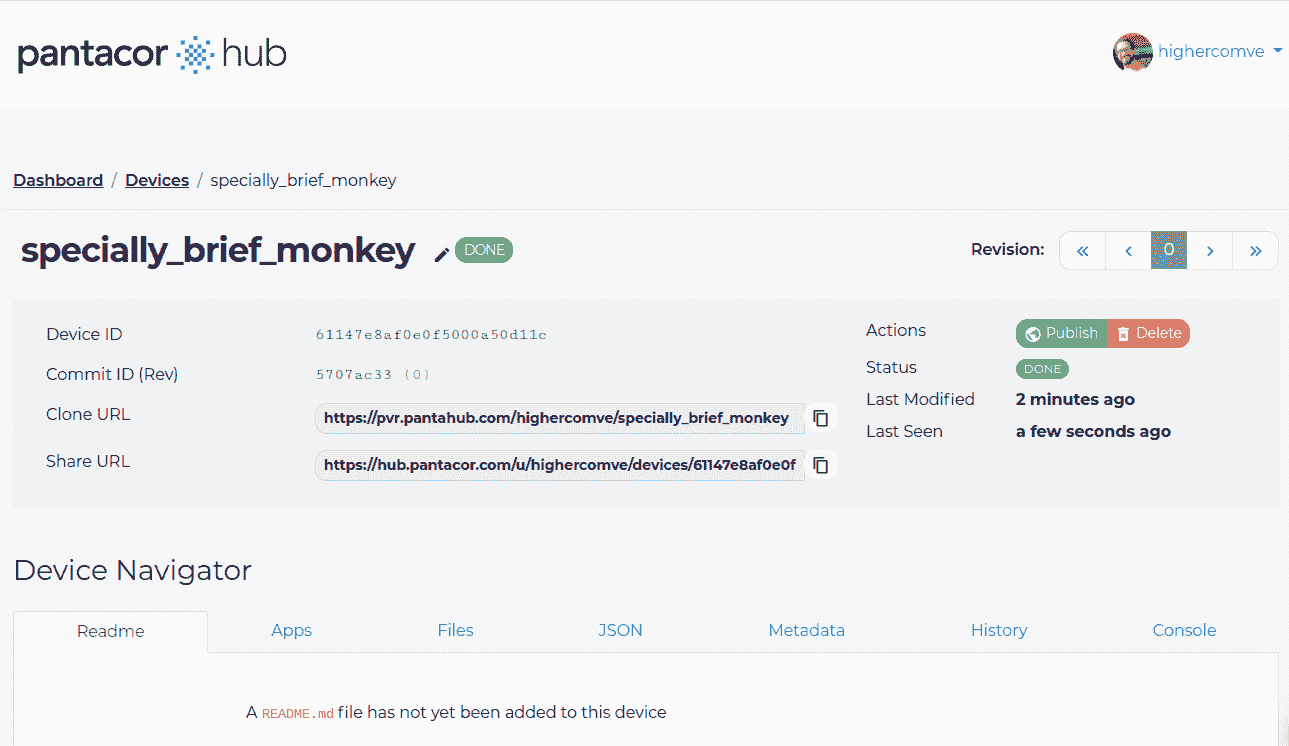 pantacor hub
highercomve
Dashboard / Devices / specially_brief_monkey
specially_brief_monkey DONE
Revision: « ‹ 0 › »
Device ID 61147e8af0e0f5000a50d11c
Commit ID (Rev) 5707ac33 (0)
Clone URL https://pvr.pantahub.com/highercomve/specially_brief_monkey
Share URL https://hub.pantacor.com/u/highercomve/devices/61147e8af0e0f
Actions Publish Delete
Status DONE
Last Modified 2 minutes ago
Last Seen a few seconds ago
Device Navigator
Readme Apps Files JSON Metadata History Console
A README.md file has not yet been added to this device